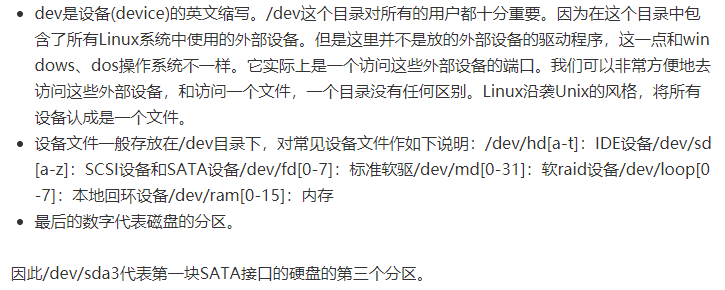 dev是设备(device)的英文缩写。/dev这个目录对所有的用户都十分重要。因为在这个目录中包
含了所有Linux系统中使用的外部设备。但是这里并不是放的外部设备的驱动程序，这一点和win
dows、dos操作系统不一样。它实际上是一个访问这些外部设备的端口。我们可以非常方便地去
访问这些外部设备，和访问一个文件，一个目录没有任何区别。Linux沿袭Unix的风格，将所有
设备认成是一个文件。
设备文件一般存放在/dev目录下，对常见设备文件作如下说明：/dev/hd[a-t]：IDE设备/dev/sd
[a-z]：SCSI设备和SATA设备/dev/fd[0-7]：标准软驱/dev/md[0-31]：软raid设备/dev/loop[0
-7]：本地回环设备/dev/ram[0-15]：内存
最后的数字代表磁盘的分区。
因此/dev/sda3代表第一块SATA接口的硬盘的第三个分区。